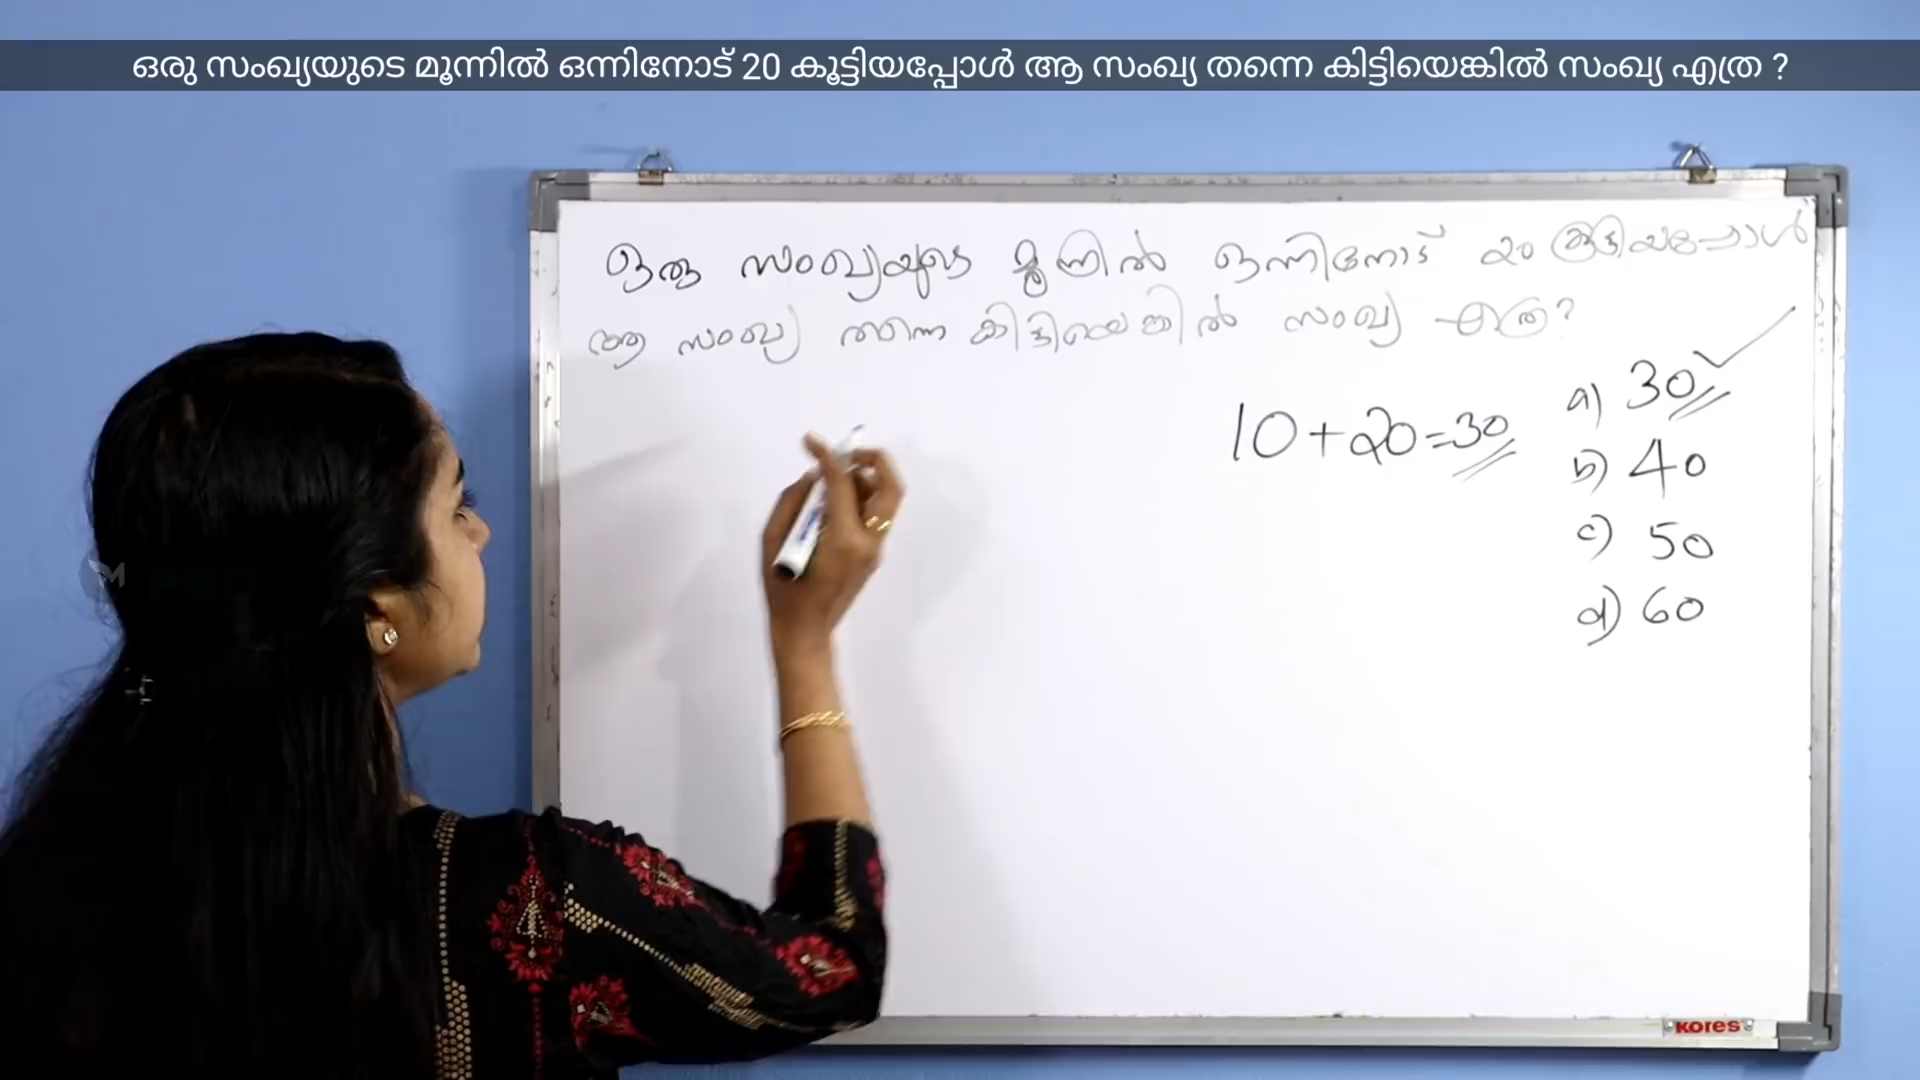 ഒരു സംഖ്യയുടെ മൂന്നിൽ ഒന്നിനോട് 20 കൂട്ടിയപ്പോൾ ആ സംഖ്യ തന്നെ കിട്ടിയെങ്കിൽ സംഖ്യ എത്ര ?
ഒരു സംഖ്യയുടെ മൂന്നിൽ ഒന്നിനോട് 20 കൂട്ടിയപ്പോൾ
ആ സംഖ്യ തന്നെ കിട്ടിയെങ്കിൽ സംഖ്യ എത്ര?
10+20=30
a) 30 ✓
b) 40
c) 50
d) 60
KORES